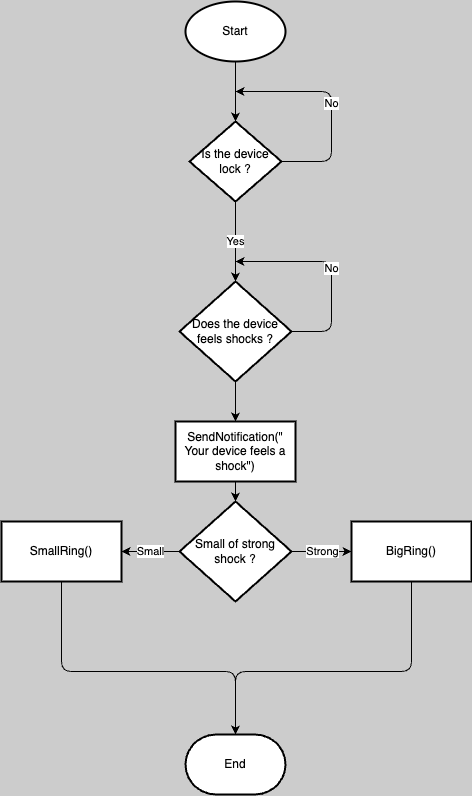 Start
No
Is the device
lock ?
Yes
No
Does the device
feels shocks ?
SendNotification("
Your device feels a
shock")
SmallRing()
Small
Small of strong
shock ?
Strong
BigRing()
End